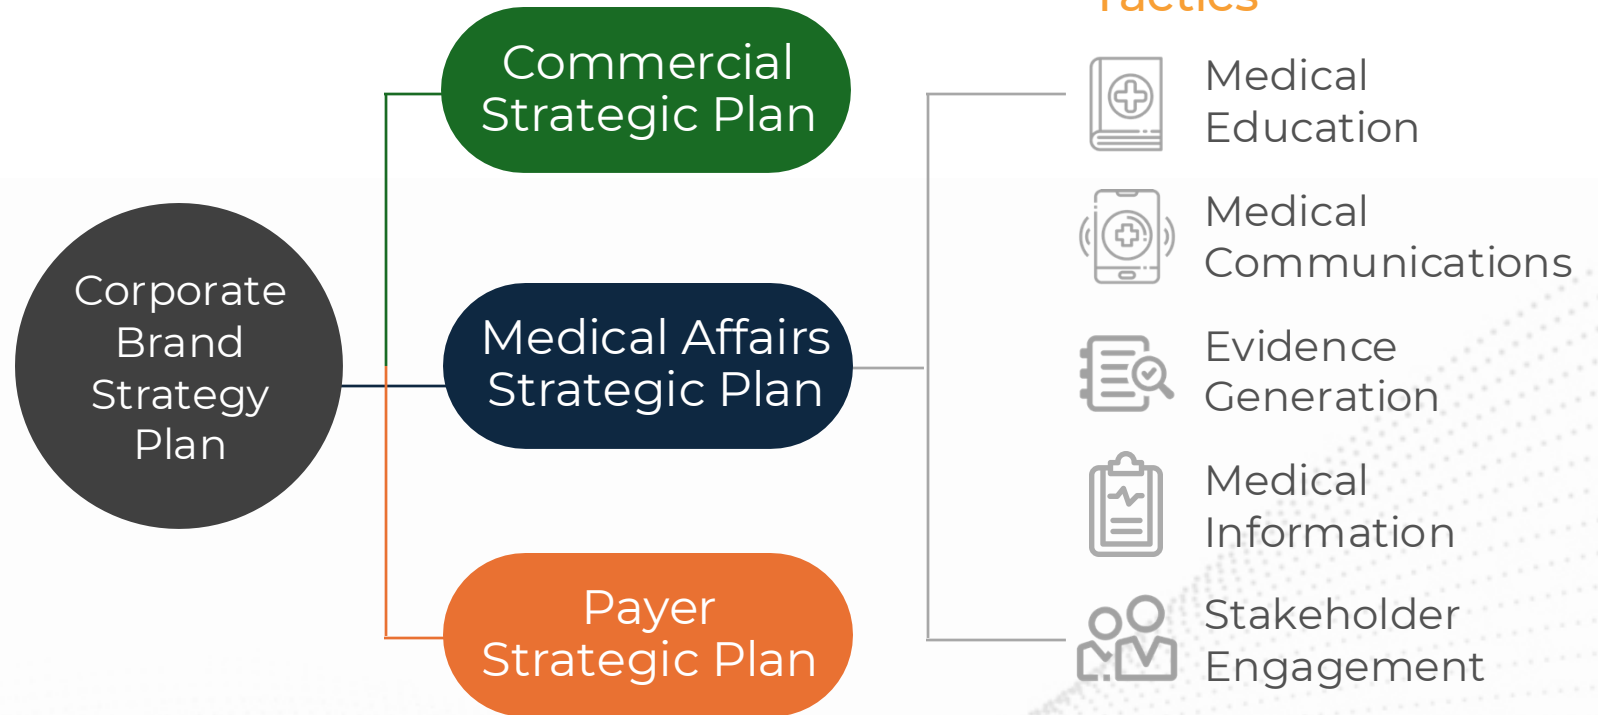 Tactics
Commercial
Strategic Plan
Corporate
Brand
Strategy
Plan
Medical Affairs
Strategic Plan
Payer
Strategic Plan
Medical
Education
Medical
Communications
Evidence
Generation
Medical
Information
Stakeholder
Engagement